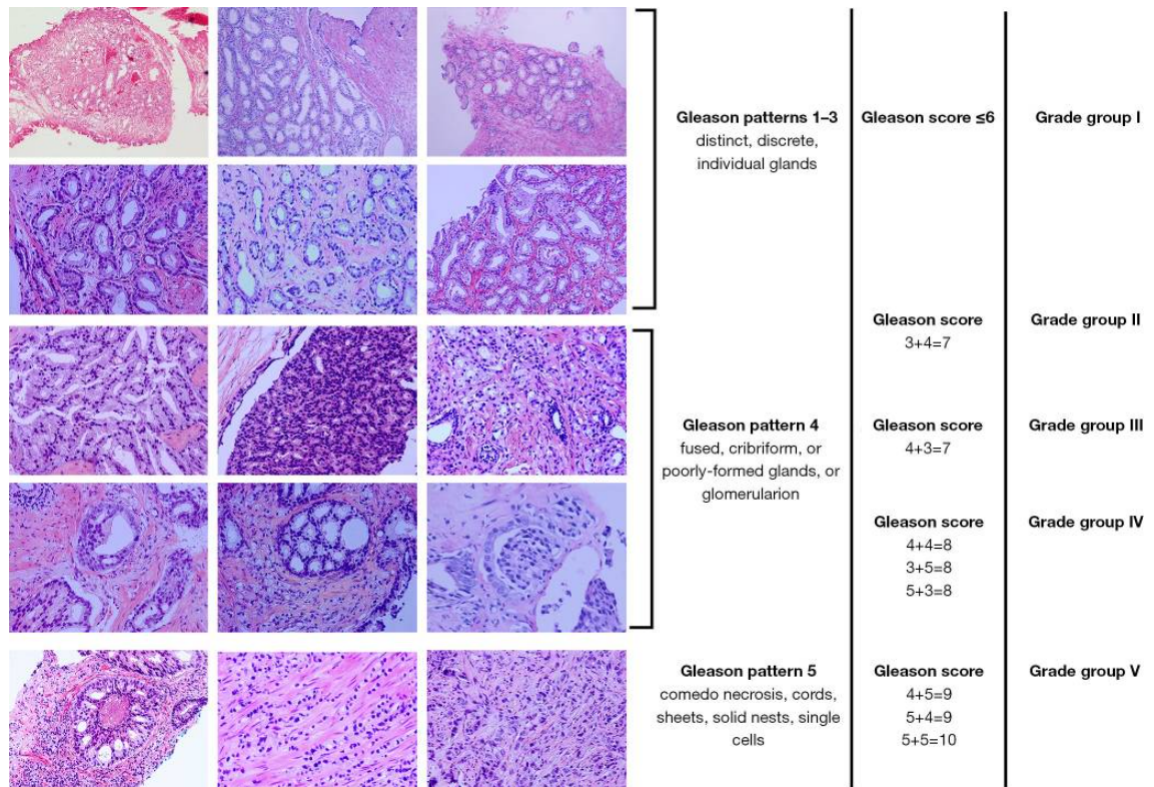 Gleason patterns 1–3
distinct, discrete,
individual glands
Gleason score ≤6
Grade group I
Gleason score
3+4=7
Grade group II
Gleason pattern 4
fused, cribriform, or
poorly-formed glands, or
glomerularion
Gleason score
4+3=7
Grade group III
Gleason score
4+4=8
3+5=8
5+3=8
Grade group IV
Gleason pattern 5
comedo necrosis, cords,
sheets, solid nests, single
cells
Gleason score
4+5=9
5+4=9
5+5=10
Grade group V